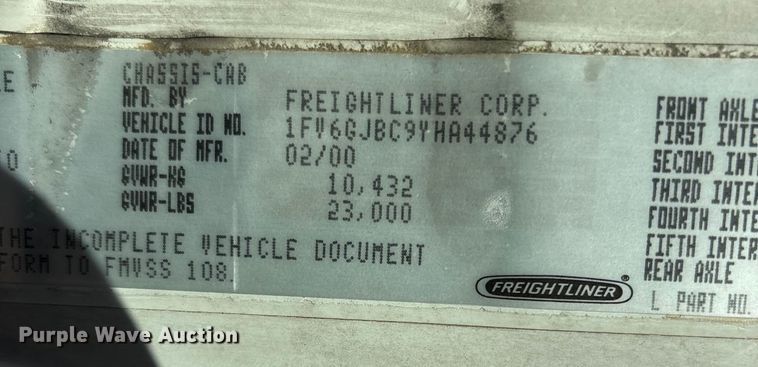 CHASSIS-CAB
MFD. BY FREIGHTLINER CORP.
VEHICLE ID NO. 1FV6GJBC9YHA44876
DATE OF MFR. 02/00
GVWR-KG 10,432
GVWR-LBS 23,000
THE INCOMPLETE VEHICLE DOCUMENT
FORM TO FMVSS 108
FREIGHTLINER®
FRONT AXLE
FIRST INTE
SECOND INT
THIRD INTER
FOURTH INTE
FIFTH INTER
REAR AXLE
L PART NO.
Purple Wave Auction